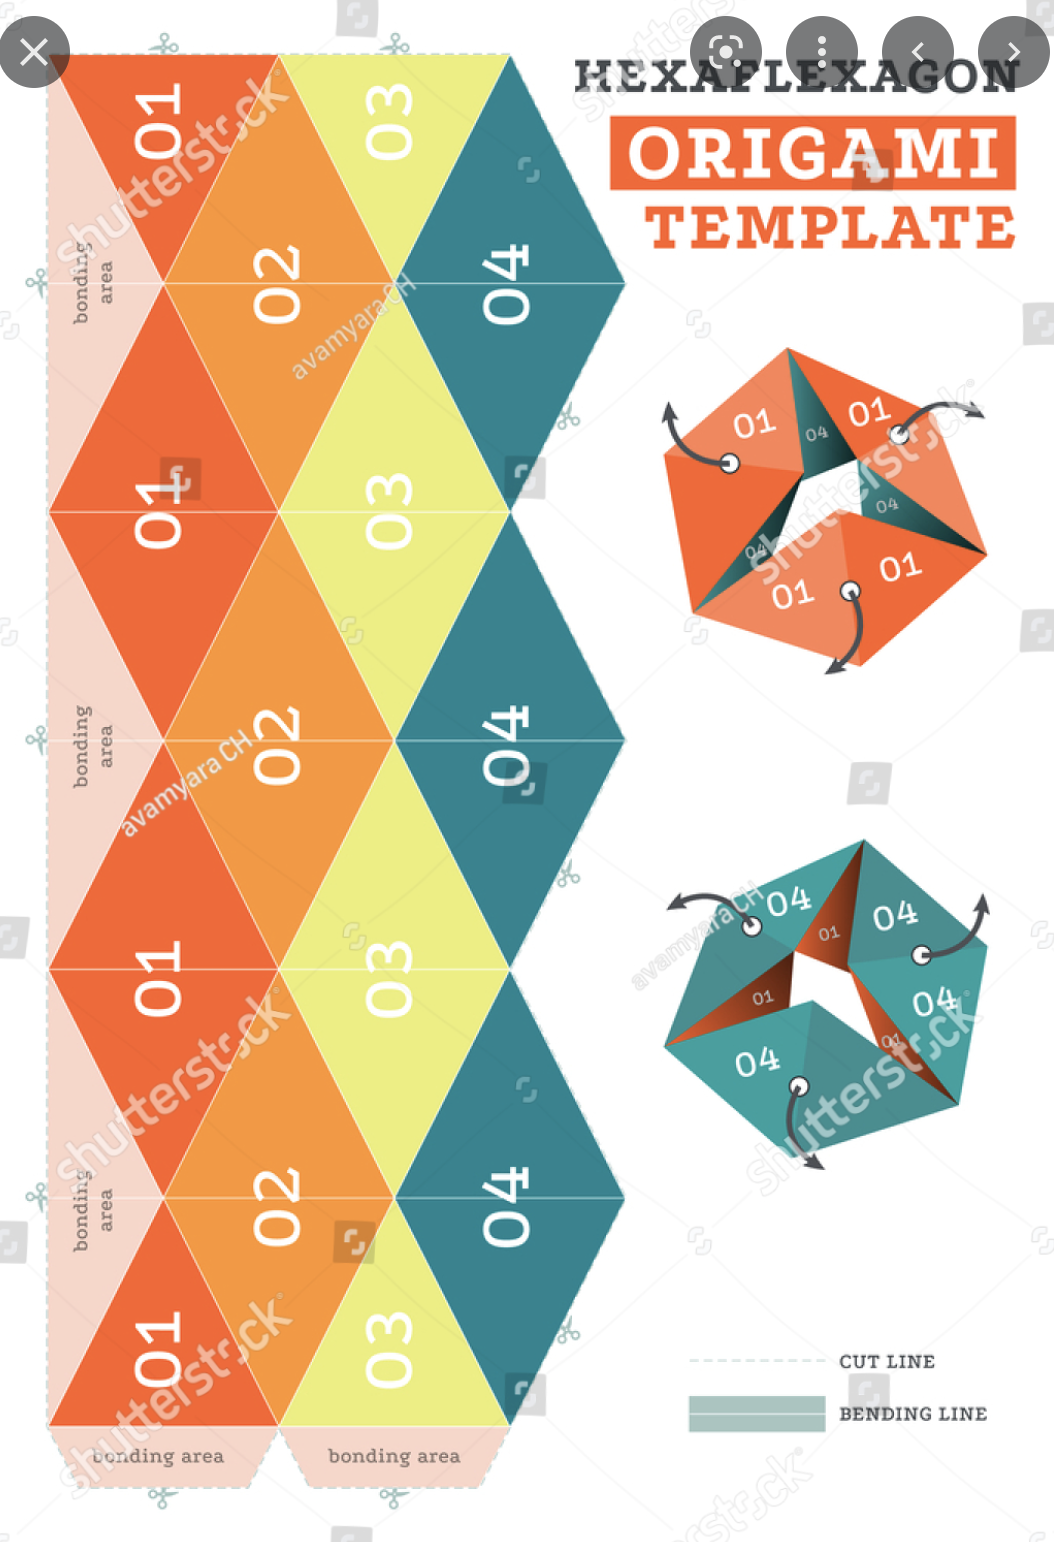 HEXAFLEXAGON
ORIGAMI
TEMPLATE
01
03
02
04
bonding
area
01
03
02
04
bonding
area
01
03
02
04
bonding
area
01
03
bonding area
bonding area
01
01
04
04
04
01
01
04
04
01
01
04
01
04
CUT LINE
BENDING LINE
shutterstock
shutterstock
avamyara CH
shutterstock
avamyara CH
avamyara CH
shutterstock
shutterstock
shutterstock
shutterstock